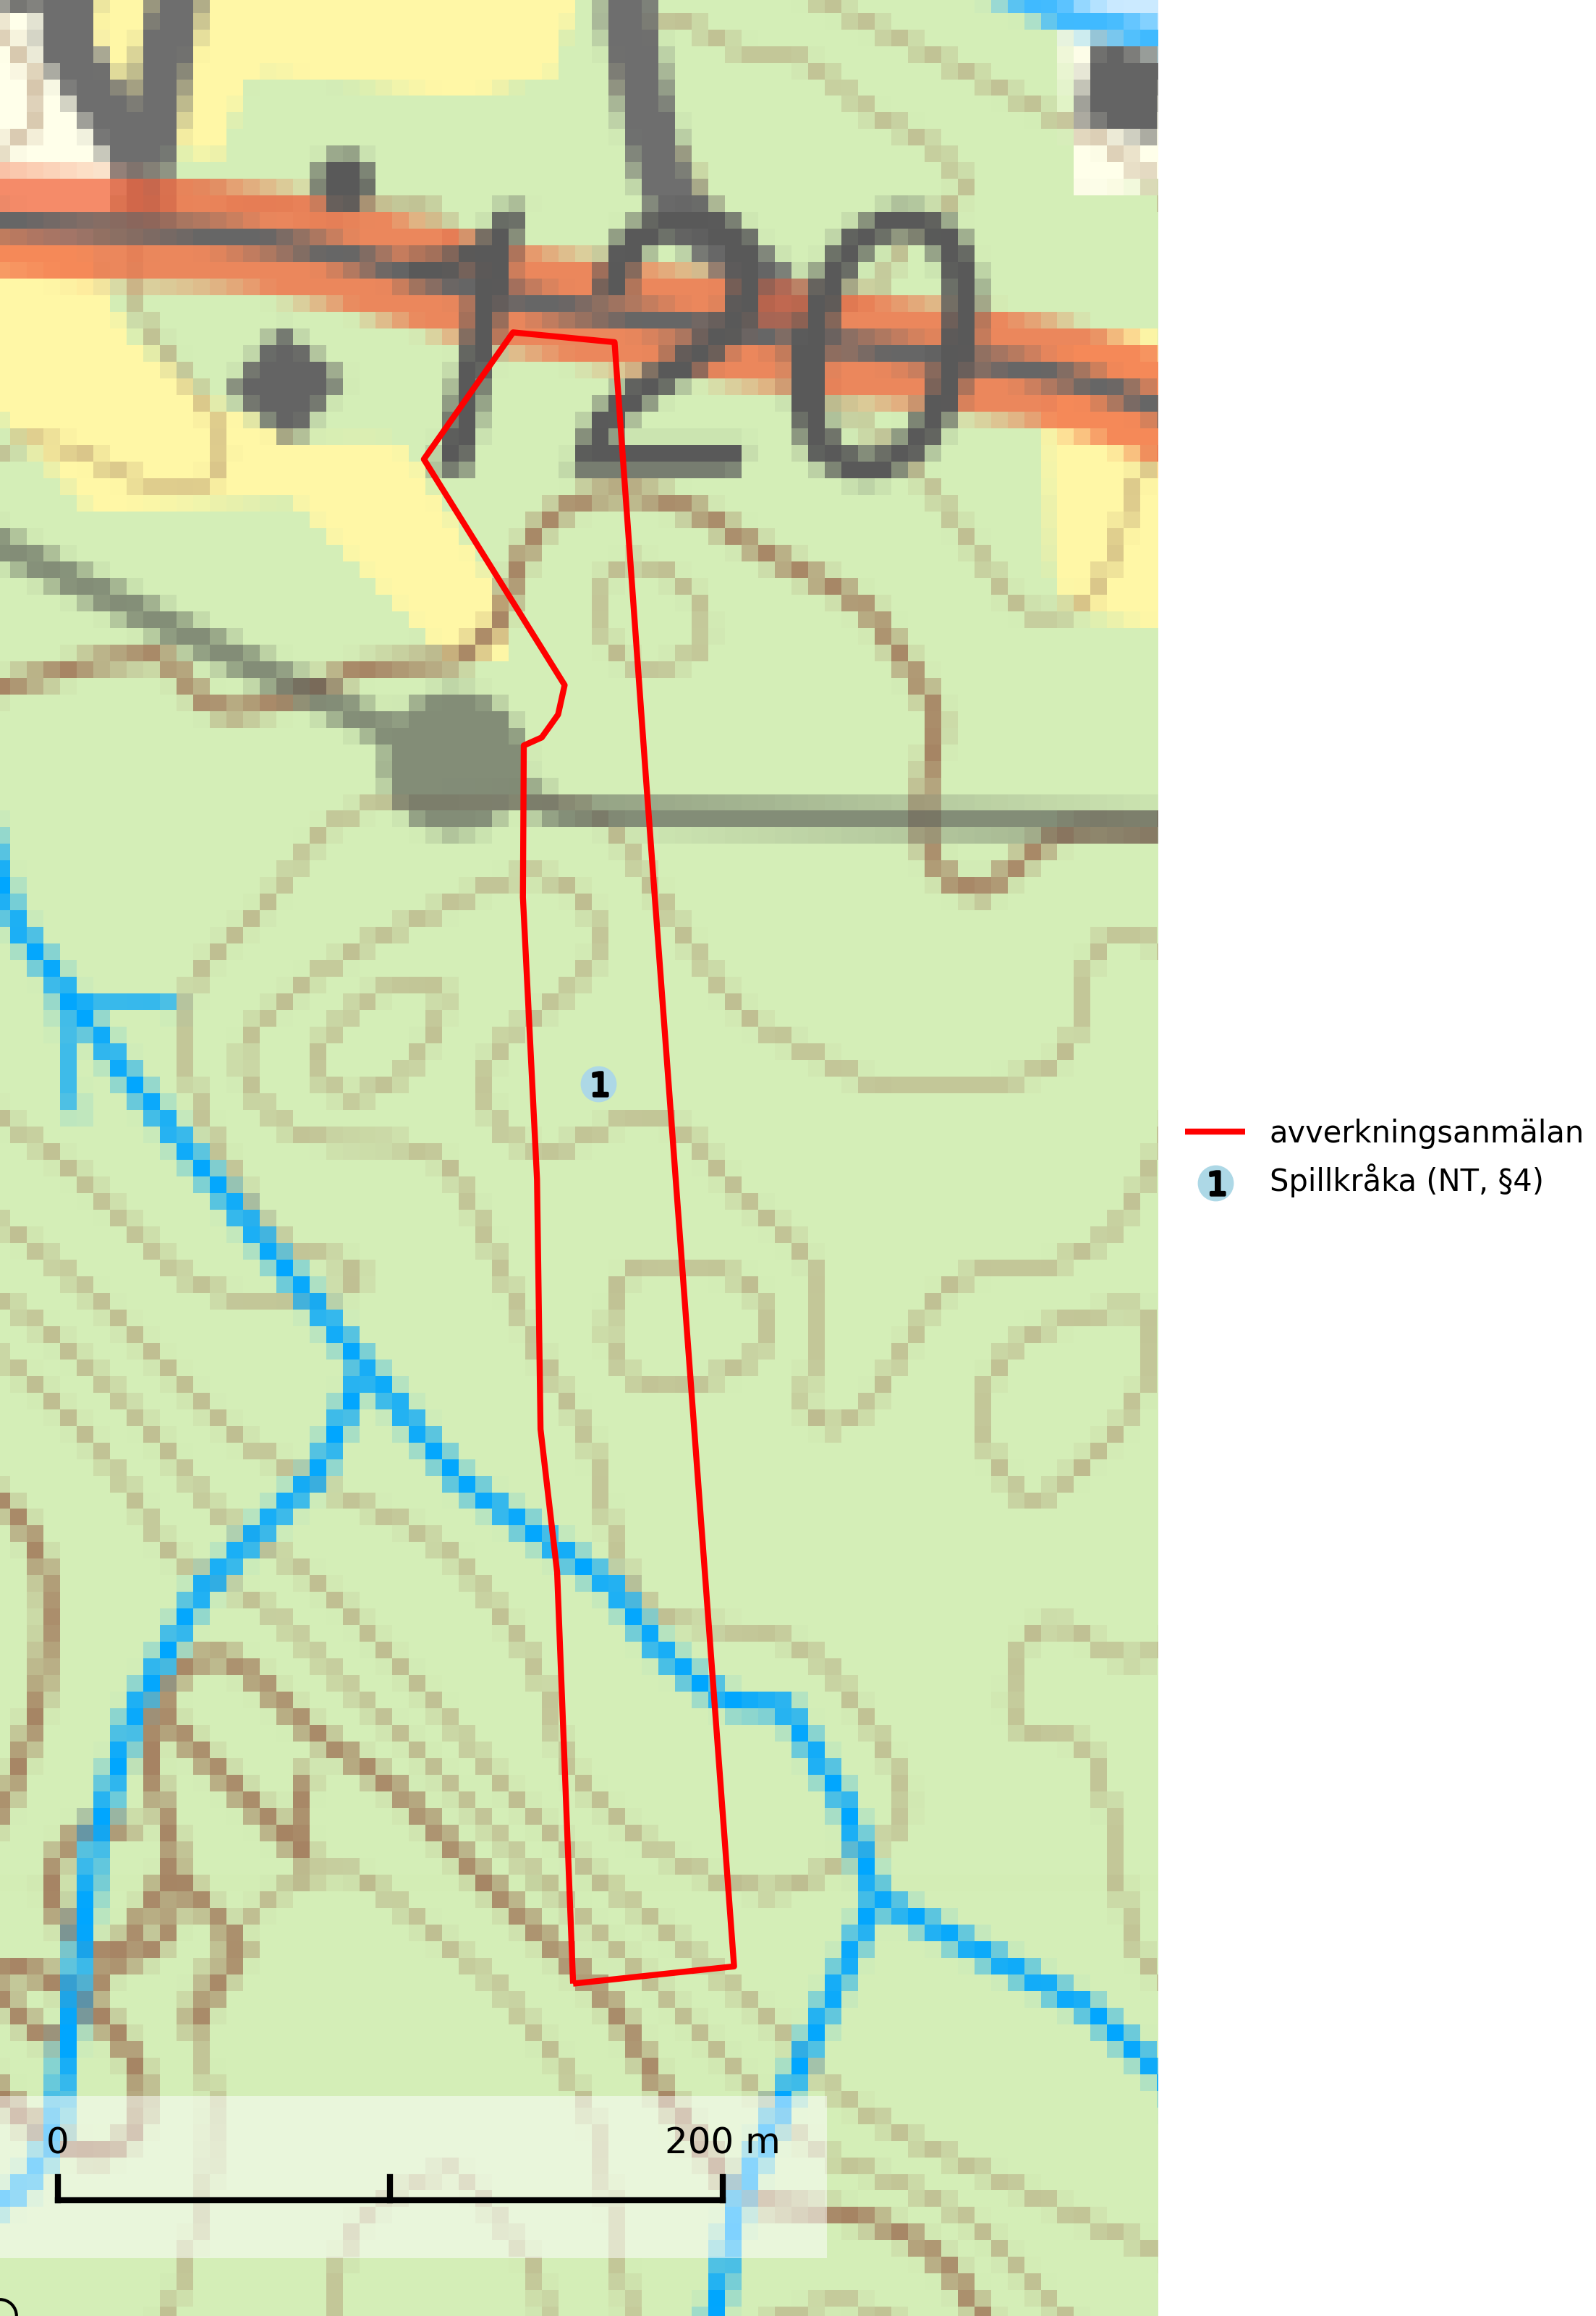 120
1
avverkningsanmälan
1 Spillkråka (NT, §4)
0 200 m